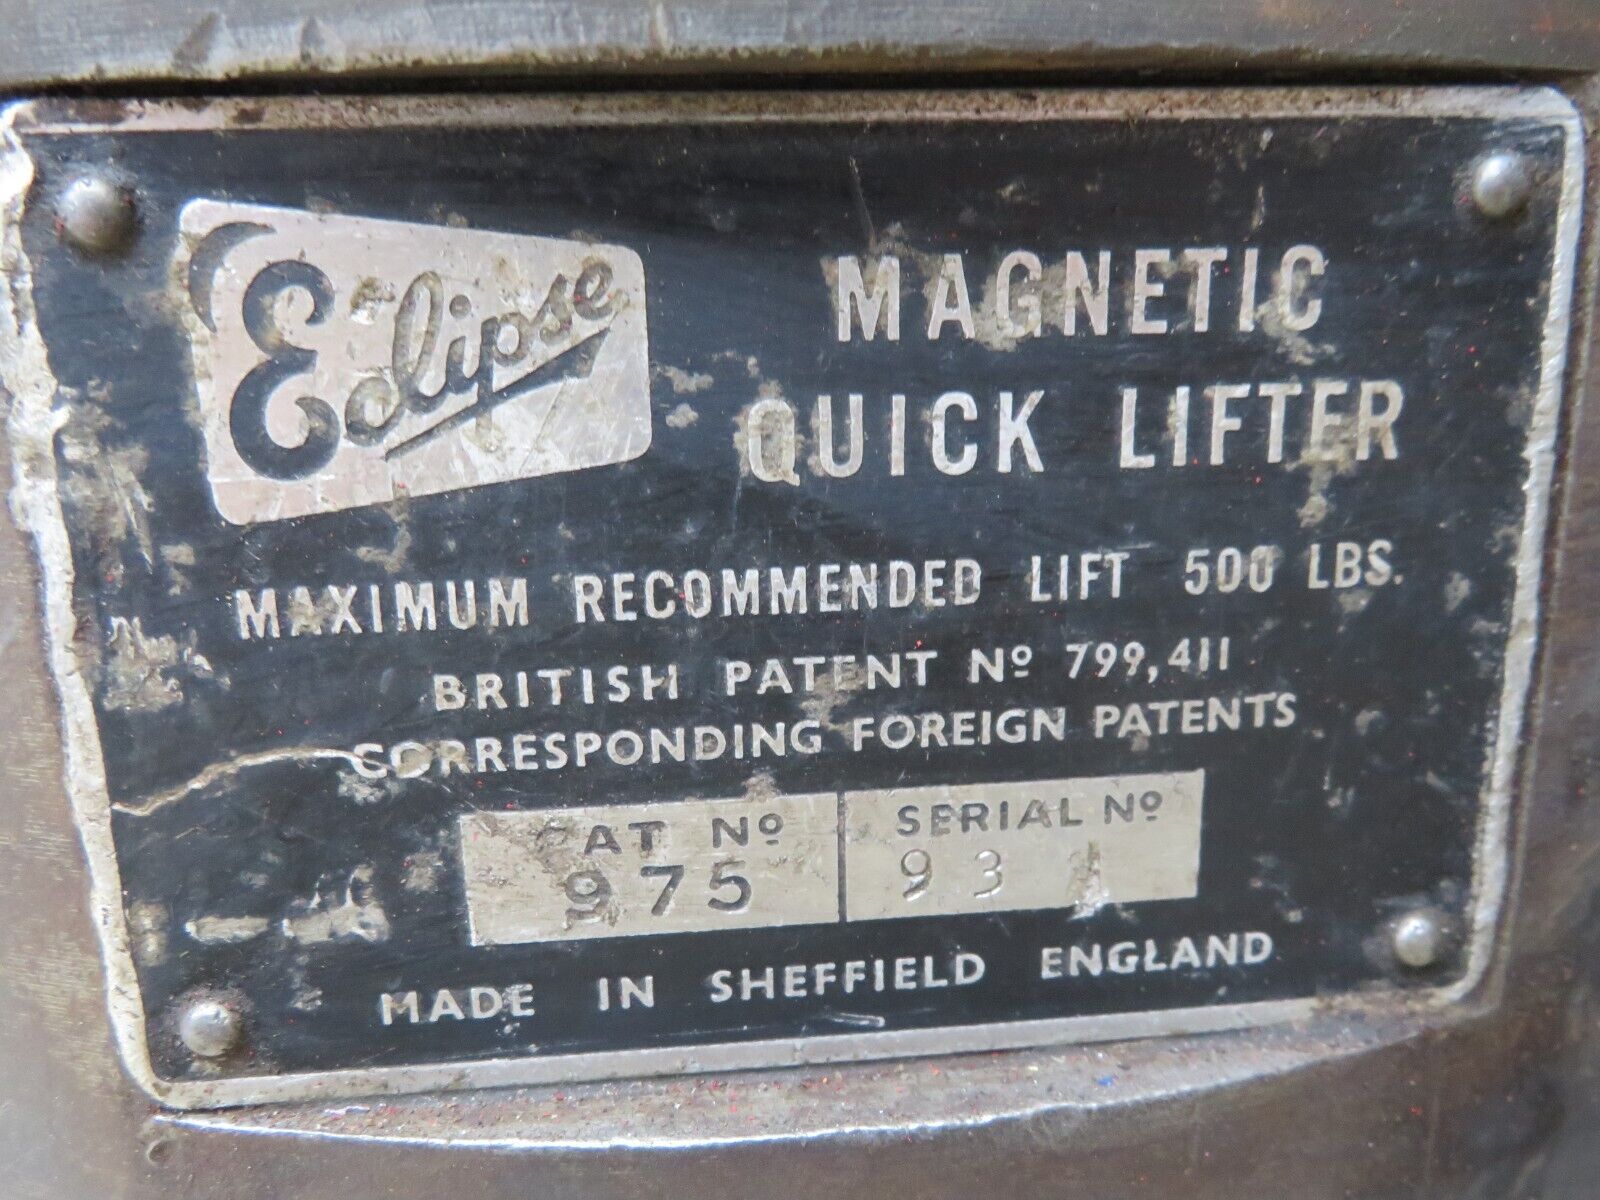 Eclipse
MAGNETIC
QUICK LIFTER
MAXIMUM RECOMMENDED LIFT 500 LBS.
BRITISH PATENT Nº 799,411
CORRESPONDING FOREIGN PATENTS
CAT Nº
975
SERIAL Nº
93
MADE IN SHEFFIELD ENGLAND